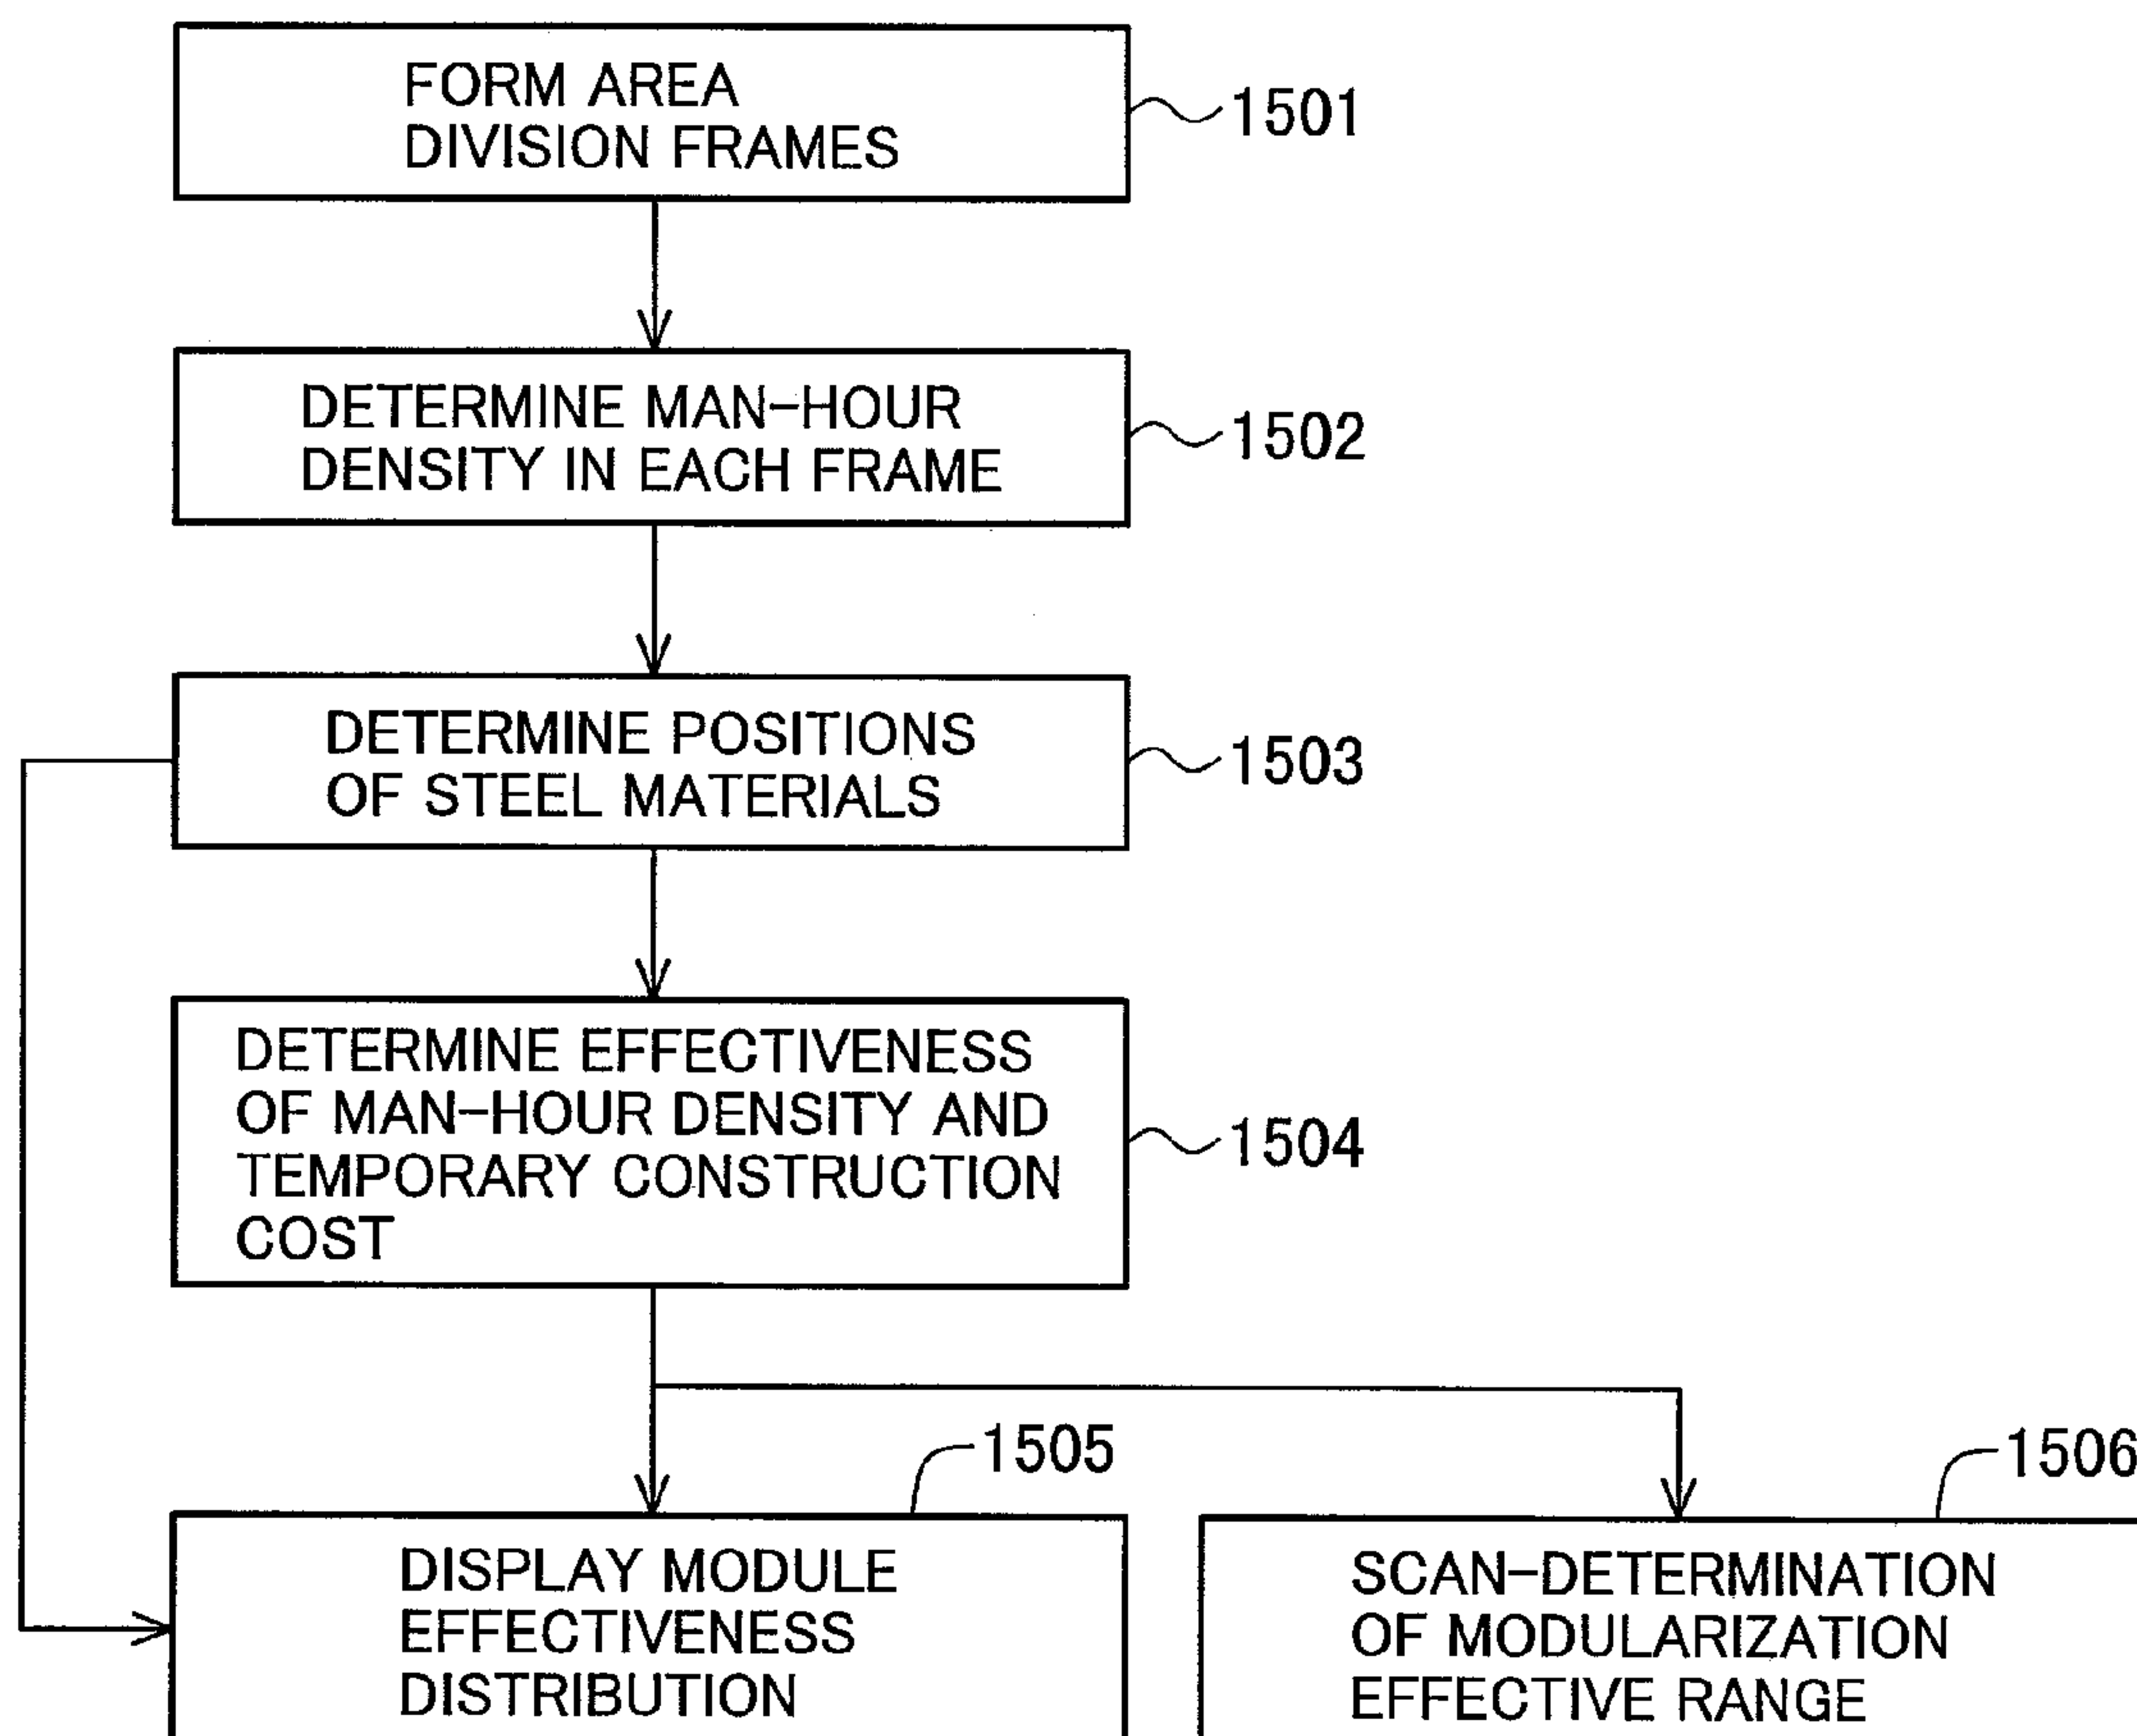 FORM AREA
DIVISION FRAMES
1501
DETERMINE MAN-HOUR
DENSITY IN EACH FRAME
1502
DETERMINE POSITIONS
OF STEEL MATERIALS
1503
DETERMINE EFFECTIVENESS
OF MAN-HOUR DENSITY AND
TEMPORARY CONSTRUCTION
COST
1504
1505
DISPLAY MODULE
EFFECTIVENESS
DISTRIBUTION
1506
SCAN-DETERMINATION
OF MODULARIZATION
EFFECTIVE RANGE